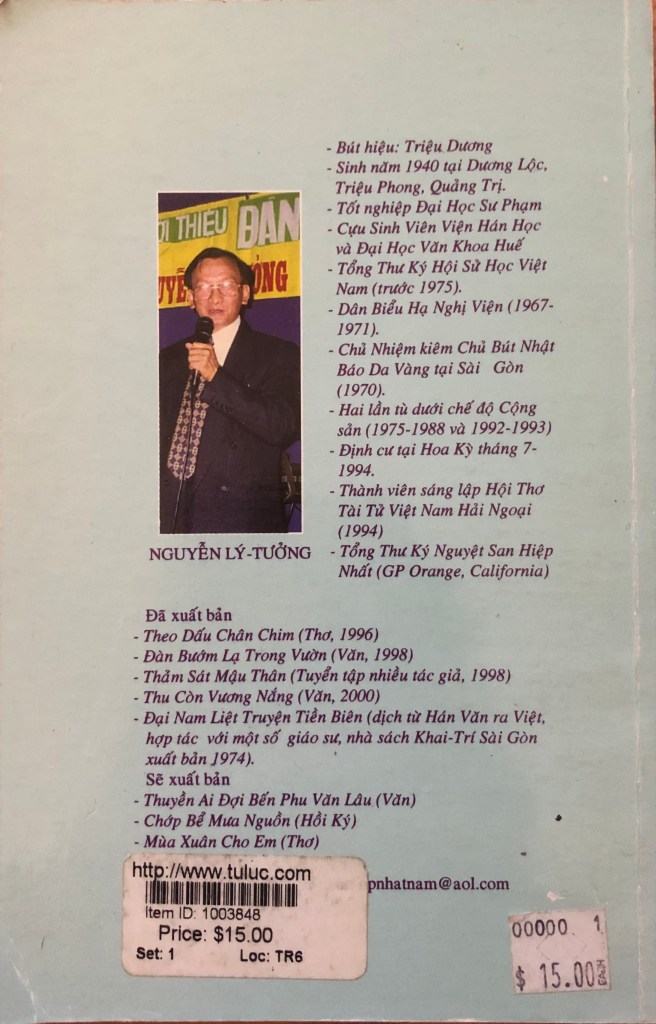 - Bút hiệu: Triệu Dương
- Sinh năm 1940 tại Dương Lộc,
Triệu Phong, Quảng Trị.
- Tốt nghiệp Đại Học Sư Phạm
- Cựu Sinh Viên Viện Hán Học
và Đại Học Văn Khoa Huế
- Tổng Thư Ký Hội Sử Học Việt
Nam (trước 1975).
- Dân Biểu Hạ Nghị Viện (1967-
1971).
- Chủ Nhiệm kiêm Chủ Bút Nhật
Báo Da Vàng tại Sài Gòn
(1970).
- Hai lần tù dưới chế độ Cộng
sản (1975-1988 và 1992-1993)
- Định cư tại Hoa Kỳ tháng 7-
1994.
- Thành viên sáng lập Hội Thơ
Tài Tử Việt Nam Hải Ngoại
(1994)
- Tổng Thư Ký Nguyệt San Hiệp
Nhất (GP Orange, California)
THIỆU ĐÀN
NGUYỄN LÝ-TƯỞNG
Đã xuất bản
- Theo Dấu Chân Chim (Thơ, 1996)
- Đàn Bướm Lạ Trong Vườn (Văn, 1998)
- Thảm Sát Mậu Thân (Tuyển tập nhiều tác giả, 1998)
- Thu Còn Vương Nắng (Văn, 2000)
- Đại Nam Liệt Truyện Tiền Biên (dịch từ Hán Văn ra Việt,
hợp tác với một số giáo sư, nhà sách Khai-Trí Sài Gòn
xuất bản 1974).
Sẽ xuất bản
- Thuyền Ai Đợi Bến Phu Văn Lâu (Văn)
- Chớp Bể Mưa Nguồn (Hồi Ký)
- Mùa Xuân Cho Em (Thơ)
pnhatnam@aol.com
http://www.tuluc.com
Item ID: 1003848
Price: $15.00
Set: 1 Loc: TR6
00000 1
$ 15.00